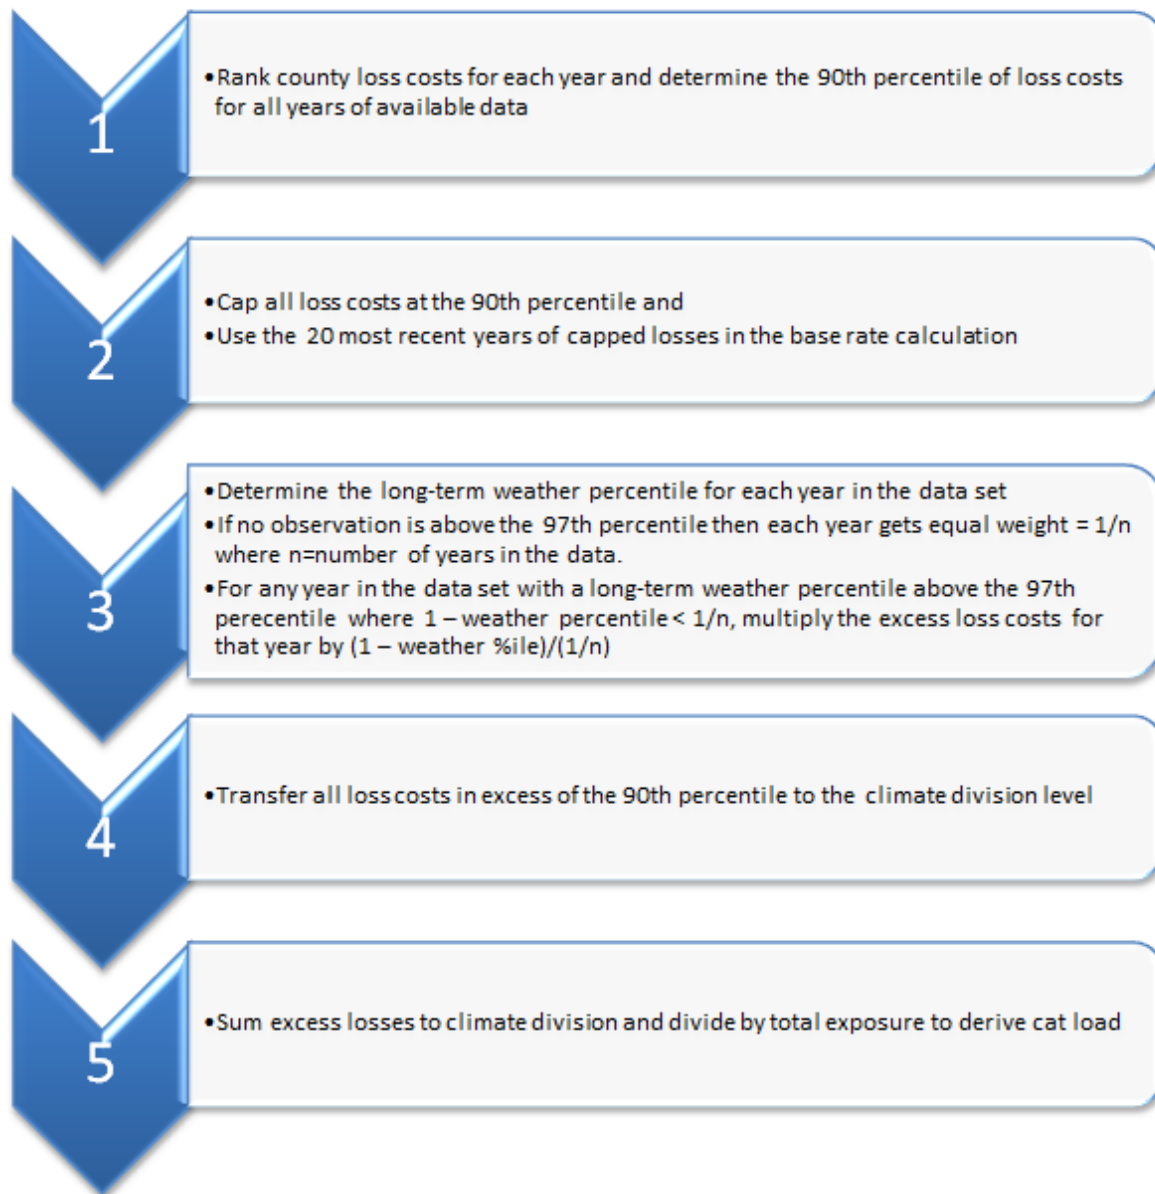 1
•Rank county loss costs for each year and determine the 90th percentile of loss costs
for all years of available data
2
•Cap all loss costs at the 90th percentile and
•Use the 20 most recent years of capped losses in the base rate calculation
3
•Determine the long-term weather percentile for each year in the data set
•If no observation is above the 97th percentile then each year gets equal weight = 1/n
where n=number of years in the data.
•For any year in the data set with a long-term weather percentile above the 97th
perecentile where 1 – weather percentile < 1/n, multiply the excess loss costs for
that year by (1 – weather %ile)/(1/n)
4
•Transfer all loss costs in excess of the 90th percentile to the climate division level
5
•Sum excess losses to climate division and divide by total exposure to derive cat load